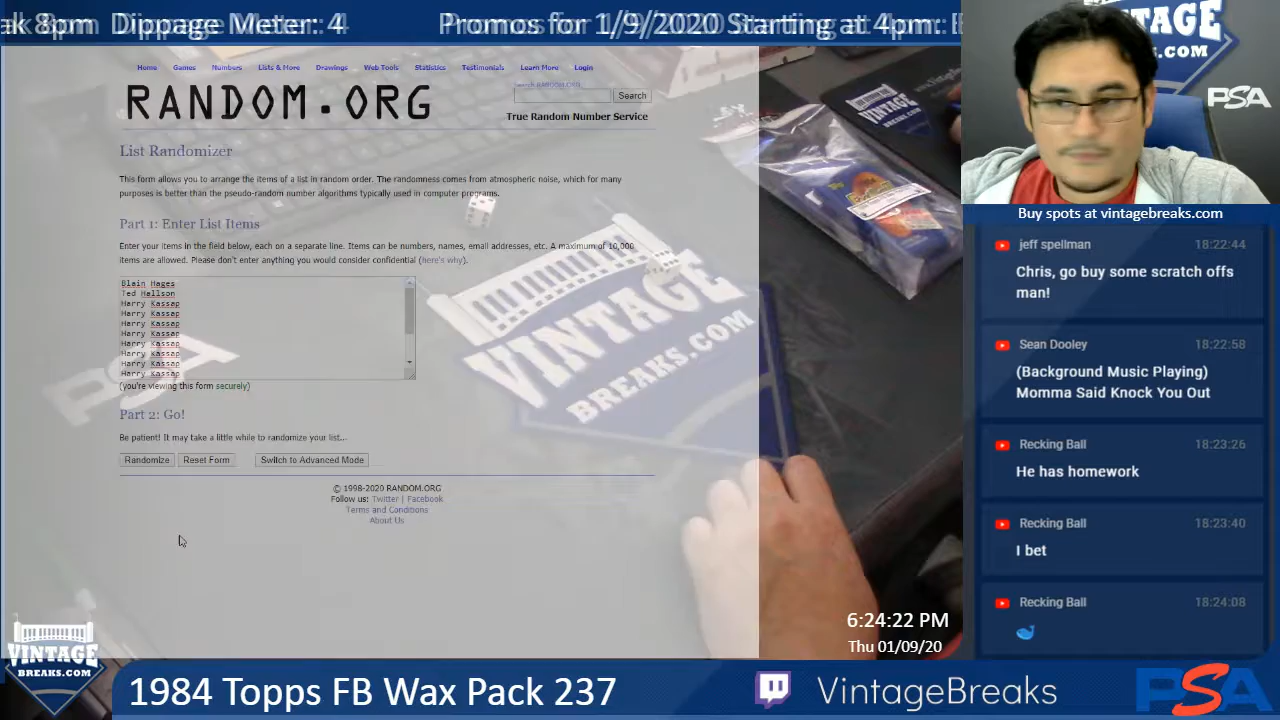 ak 8pm Dippage Meter: 4 Promos for 1/9/2020 Starting at 4pm:
VINTAGE
.COM
PSA
Home Games Numbers Lists & More Drawings Web Tools Statistics Testimonials Learn More Login
Search RANDOM.ORG
RANDOM.ORG
Search
True Random Number Service
List Randomizer
This form allows you to arrange the items of a list in random order. The randomness comes from atmospheric noise, which for many
purposes is better than the pseudo-random number algorithms typically used in computer programs.
Part 1: Enter List Items
Enter your items in the field below, each on a separate line. Items can be numbers, names, email addresses, etc. A maximum of 10,000
items are allowed. Please don't enter anything you would consider confidential (here's why).
Blain Hages
Ted Hallson
Harry Kassap
Harry Kassap
Harry Kassap
Harry Kassap
Harry Kassap
Harry Kassap
Harry Kassap
Harry Kassap
(you're viewing this form securely)
Part 2: Go!
Be patient! It may take a little while to randomize your list...
Randomize Reset Form Switch to Advanced Mode
© 1998-2020 RANDOM.ORG
Follow us: Twitter | Facebook
Terms and Conditions
About Us
PSA
VINTAGE
BREAKS.COM
VINTAGE
BREAKS.COM
Buy spots at vintagebreaks.com
jeff spellman 18:22:44
Chris, go buy some scratch offs
man!
Sean Dooley 18:22:58
(Background Music Playing)
Momma Said Knock You Out
Recking Ball 18:23:26
He has homework
Recking Ball 18:23:40
I bet
Recking Ball 18:24:08
6:24:22 PM
Thu 01/09/20
VINTAGE
BREAKS.COM
1984 Topps FB Wax Pack 237
VintageBreaks
PSA